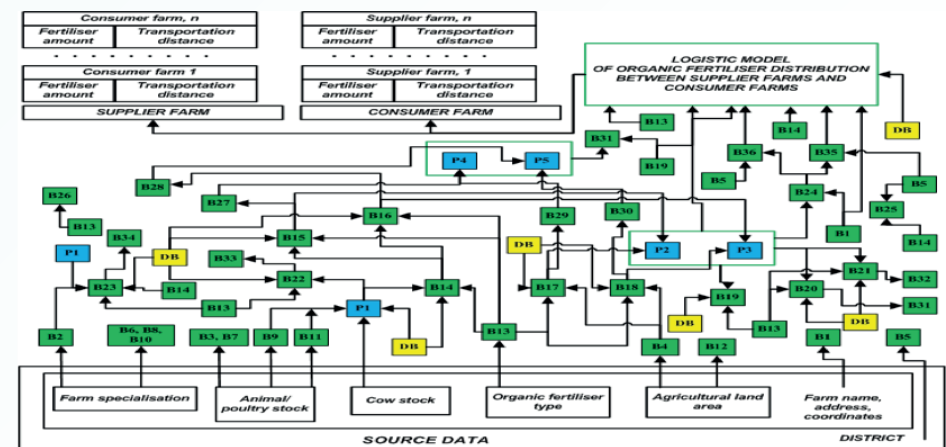 Consumer farm, n
Fertiliser amount
Transportation distance
Supplier farm, n
Fertiliser amount
Transportation distance
Consumer farm 1
Fertiliser amount
Transportation distance
SUPPLIER FARM
Supplier farm, 1
Fertiliser amount
Transportation distance
CONSUMER FARM
LOGISTIC MODEL
OF ORGANIC FERTILISER DISTRIBUTION
BETWEEN SUPPLIER FARMS AND
CONSUMER FARMS
B13
B14
DB
B31
B19
B36
B35
P4
P5
B5
B5
B28
B26
B27
B24
B25
B13
B34
B16
B29
B30
B1
B14
P1
DB
B15
B33
DB
P2
P3
B23
B14
B22
B14
B17
B18
B21
B32
B20
B19
B31
B13
P1
B13
DB
B13
DB
B2
B6, B8,
B10
B3, B7
B9
B11
DB
B4
B12
B1
B5
Farm specialisation
Animal/
poultry stock
Cow stock
Organic fertiliser
type
Agricultural land
area
Farm name,
address,
coordinates
SOURCE DATA
DISTRICT